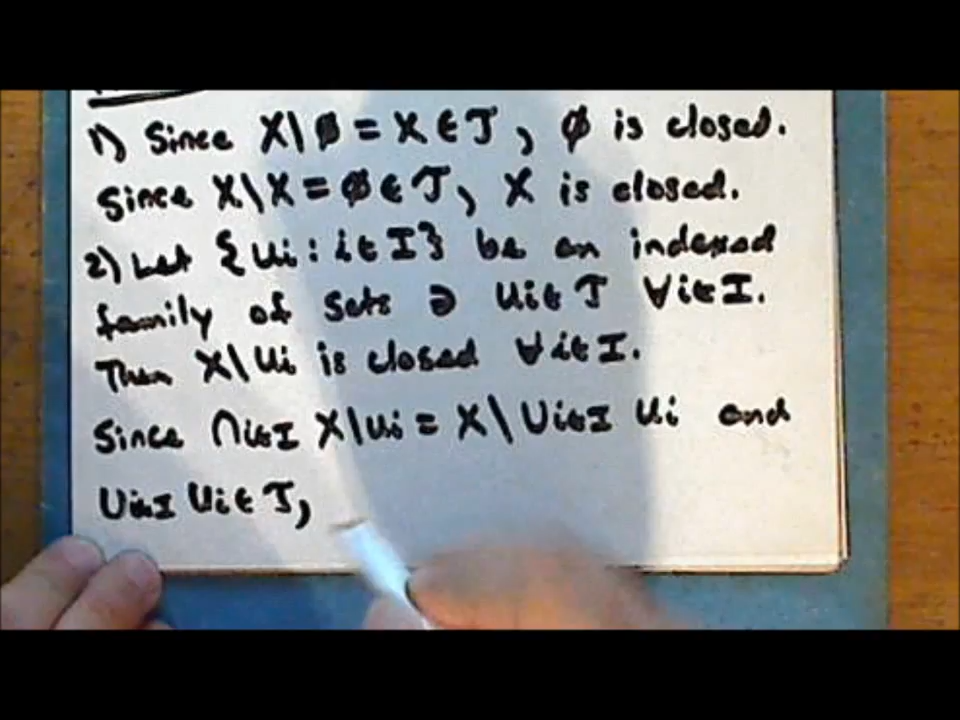 1) Since X\∅ = X ∈ T, ∅ is closed.
Since X\X = ∅ ∈ T, X is closed.
2) Let {Ui : i ∈ I} be an indexed
family of sets ∋ Ui ∈ T ∀i ∈ I.
Then X\Ui is closed ∀i ∈ I.
Since ∩i∈I X\Ui = X\∪i∈I Ui and
∪i∈I Ui ∈ T,